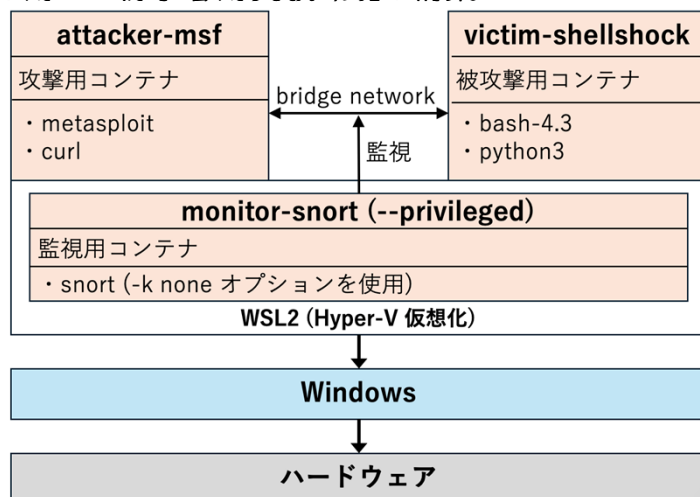 attacker-msf
攻撃用コンテナ
・metasploit
・curl
bridge network
監視
victim-shellshock
被攻撃用コンテナ
・bash-4.3
・python3
monitor-snort (--privileged)
監視用コンテナ
・snort (-k none オプションを使用)
WSL2 (Hyper-V 仮想化)
Windows
ハードウェア